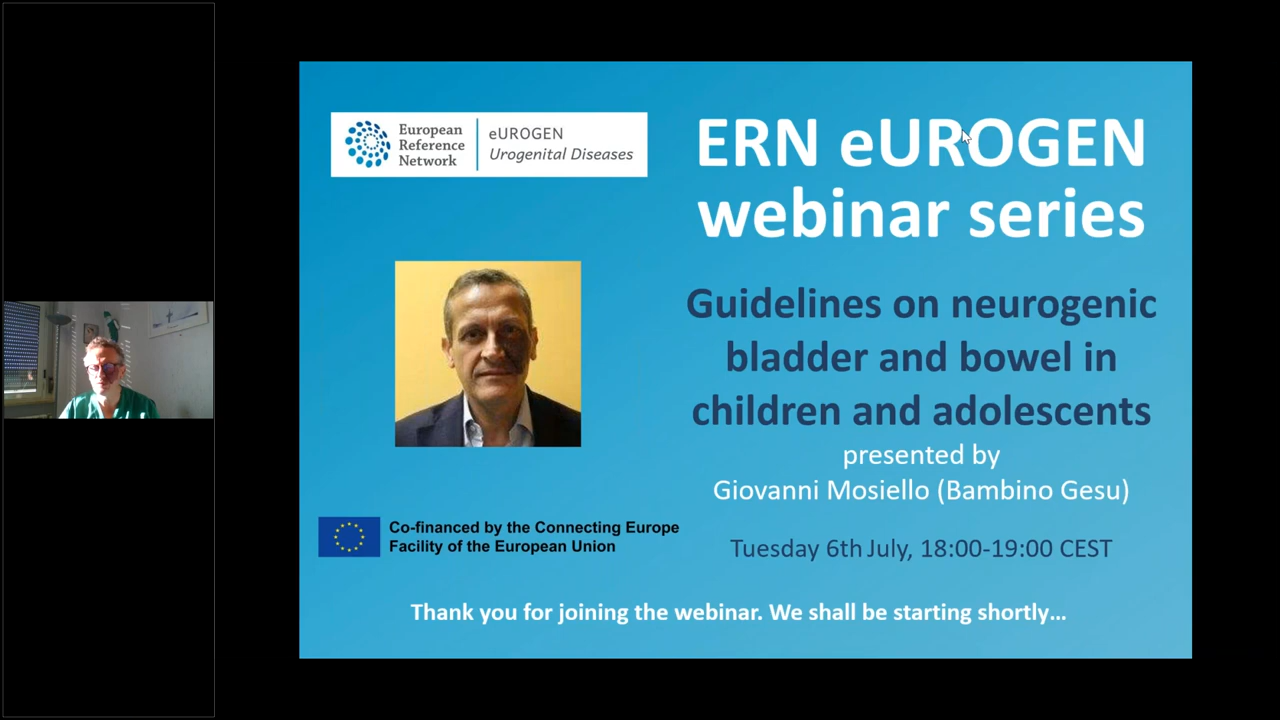 European
Reference
Network
eUROGEN
Urogenital Diseases
ERN eUROGEN
webinar series
Guidelines on neurogenic
bladder and bowel in
children and adolescents
presented by
Giovanni Mosiello (Bambino Gesu)
Tuesday 6th July, 18:00-19:00 CEST
Co-financed by the Connecting Europe
Facility of the European Union
Thank you for joining the webinar. We shall be starting shortly…